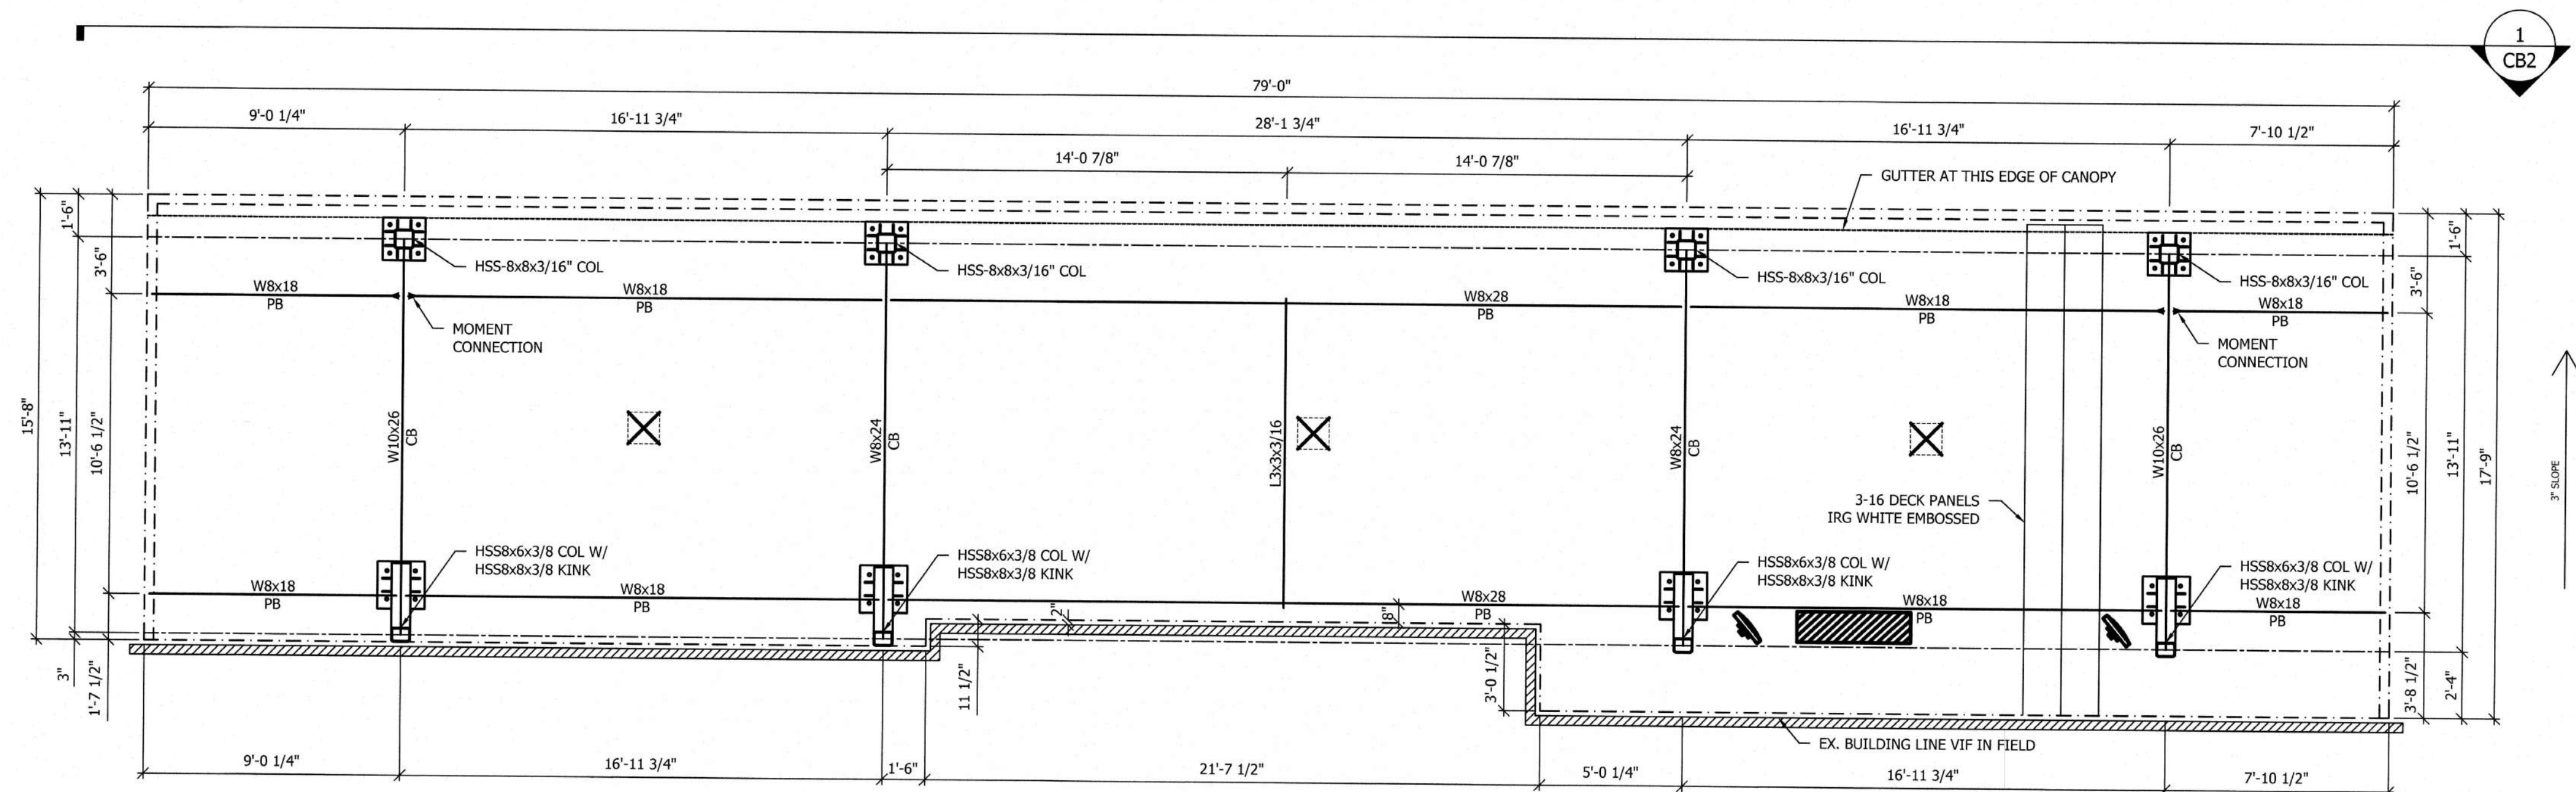 1
CB2
79'-0"
9'-0 1/4"
16'-11 3/4"
28'-1 3/4"
16'-11 3/4"
7'-10 1/2"
14'-0 7/8"
14'-0 7/8"
GUTTER AT THIS EDGE OF CANOPY
15'-8"
1'-6"
13'-11"
3'-6"
10'-6 1/2"
3"
1'-7 1/2"
HSS-8x8x3/16" COL
HSS-8x8x3/16" COL
HSS-8x8x3/16" COL
HSS-8x8x3/16" COL
W8x18
PB
W8x18
PB
W8x28
PB
W8x18
PB
W8x18
PB
MOMENT
CONNECTION
MOMENT
CONNECTION
W10x26
CB
W8x24
CB
L3x3x3/16
W8x24
CB
W10x26
CB
3-16 DECK PANELS
IRG WHITE EMBOSSED
HSS8x6x3/8 COL W/
HSS8x8x3/8 KINK
HSS8x6x3/8 COL W/
HSS8x8x3/8 KINK
HSS8x6x3/8 COL W/
HSS8x8x3/8 KINK
HSS8x6x3/8 COL W/
HSS8x8x3/8 KINK
W8x18
PB
W8x18
PB
W8x28
PB
W8x18
PB
W8x18
PB
2"
8"
11 1/2"
3'-0 1/2"
1'-6"
3'-6"
10'-6 1/2"
13'-11"
17'-9"
3'-8 1/2"
2'-4"
3" SLOPE
EX. BUILDING LINE VIF IN FIELD
9'-0 1/4"
16'-11 3/4"
1'-6"
21'-7 1/2"
5'-0 1/4"
16'-11 3/4"
7'-10 1/2"